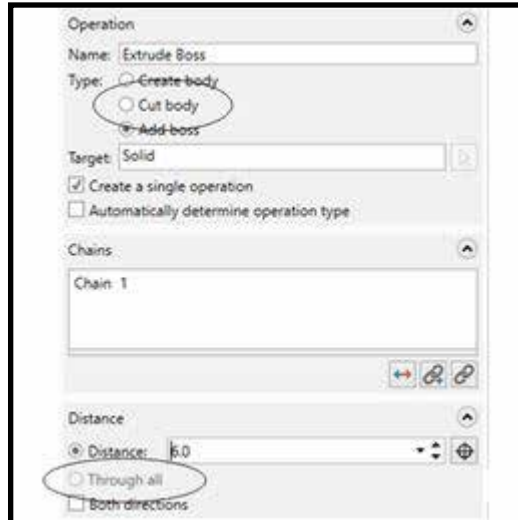 Operation
Name: Extrude Boss
Type: Create body
Cut body
Add boss
Target: Solid
Create a single operation
Automatically determine operation type
Chains
Chain 1
Distance
Distance: 6.0
Through all
Both directions